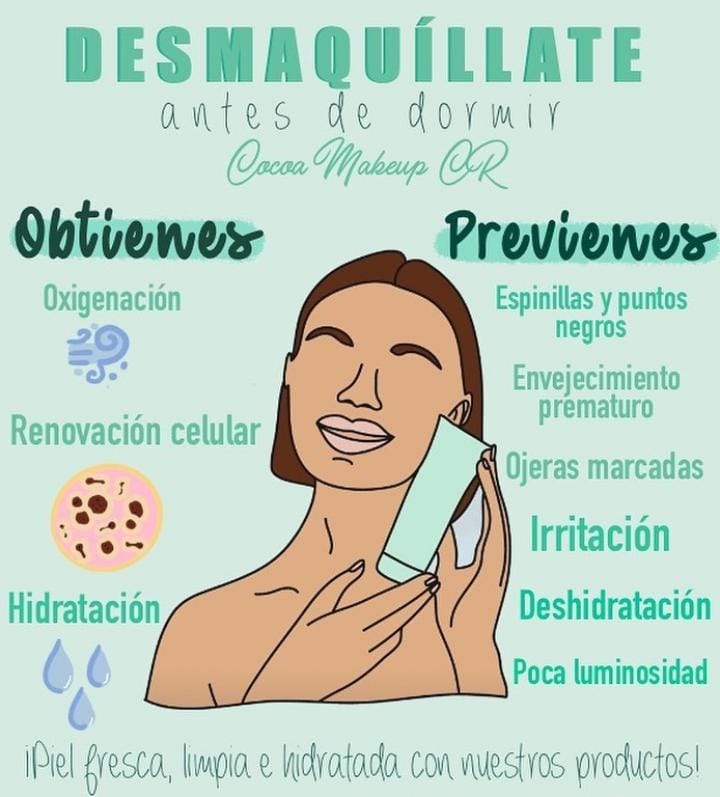 DESMAQUÍLLATE
antes de dormir
Cocoa Makeup CR
Obtienes
Oxigenación
Renovación celular
Hidratación
Previenes
Espinillas y puntos
negros
Envejecimiento
prematuro
Ojeras marcadas
Irritación
Deshidratación
Poca luminosidad
¡Piel fresca, limpia e hidratada con nuestros productos!